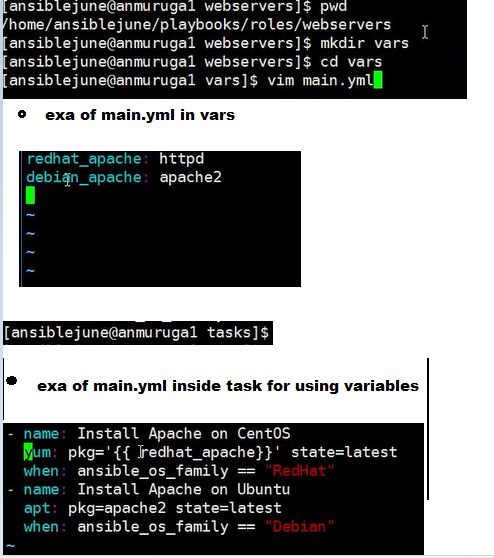 [ansiblejune@anmuruga1 webservers]$ pwd
/home/ansiblejune/playbooks/roles/webservers
[ansiblejune@anmuruga1 webservers]$ mkdir vars
[ansiblejune@anmuruga1 webservers]$ cd vars
[ansiblejune@anmuruga1 vars]$ vim main.yml
exa of main.yml in vars
redhat_apache: httpd
debian_apache: apache2
~
~
~
~
[ansiblejune@anmuruga1 tasks]$
exa of main.yml inside task for using variables
- name: Install Apache on CentOS
yum: pkg='{{ redhat_apache}}' state=latest
when: ansible_os_family == "RedHat"
- name: Install Apache on Ubuntu
apt: pkg=apache2 state=latest
when: ansible_os_family == "Debian"
~